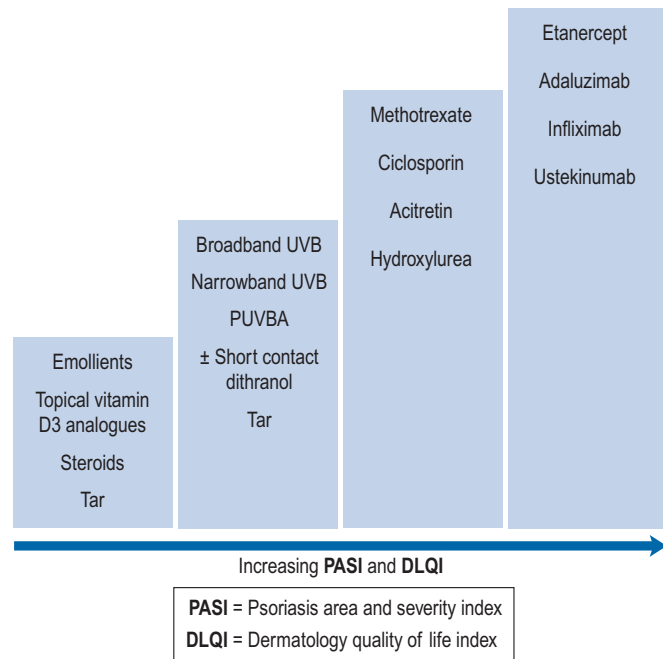 Emollients
Topical vitamin
D3 analogues
Steroids
Tar
Broadband UVB
Narrowband UVB
PUVBA
± Short contact
dithranol
Tar
Methotrexate
Ciclosporin
Acitretin
Hydroxylurea
Etanercept
Adaluzimab
Infliximab
Ustekinumab
Increasing PASI and DLQI
PASI = Psoriasis area and severity index
DLQI = Dermatology quality of life index